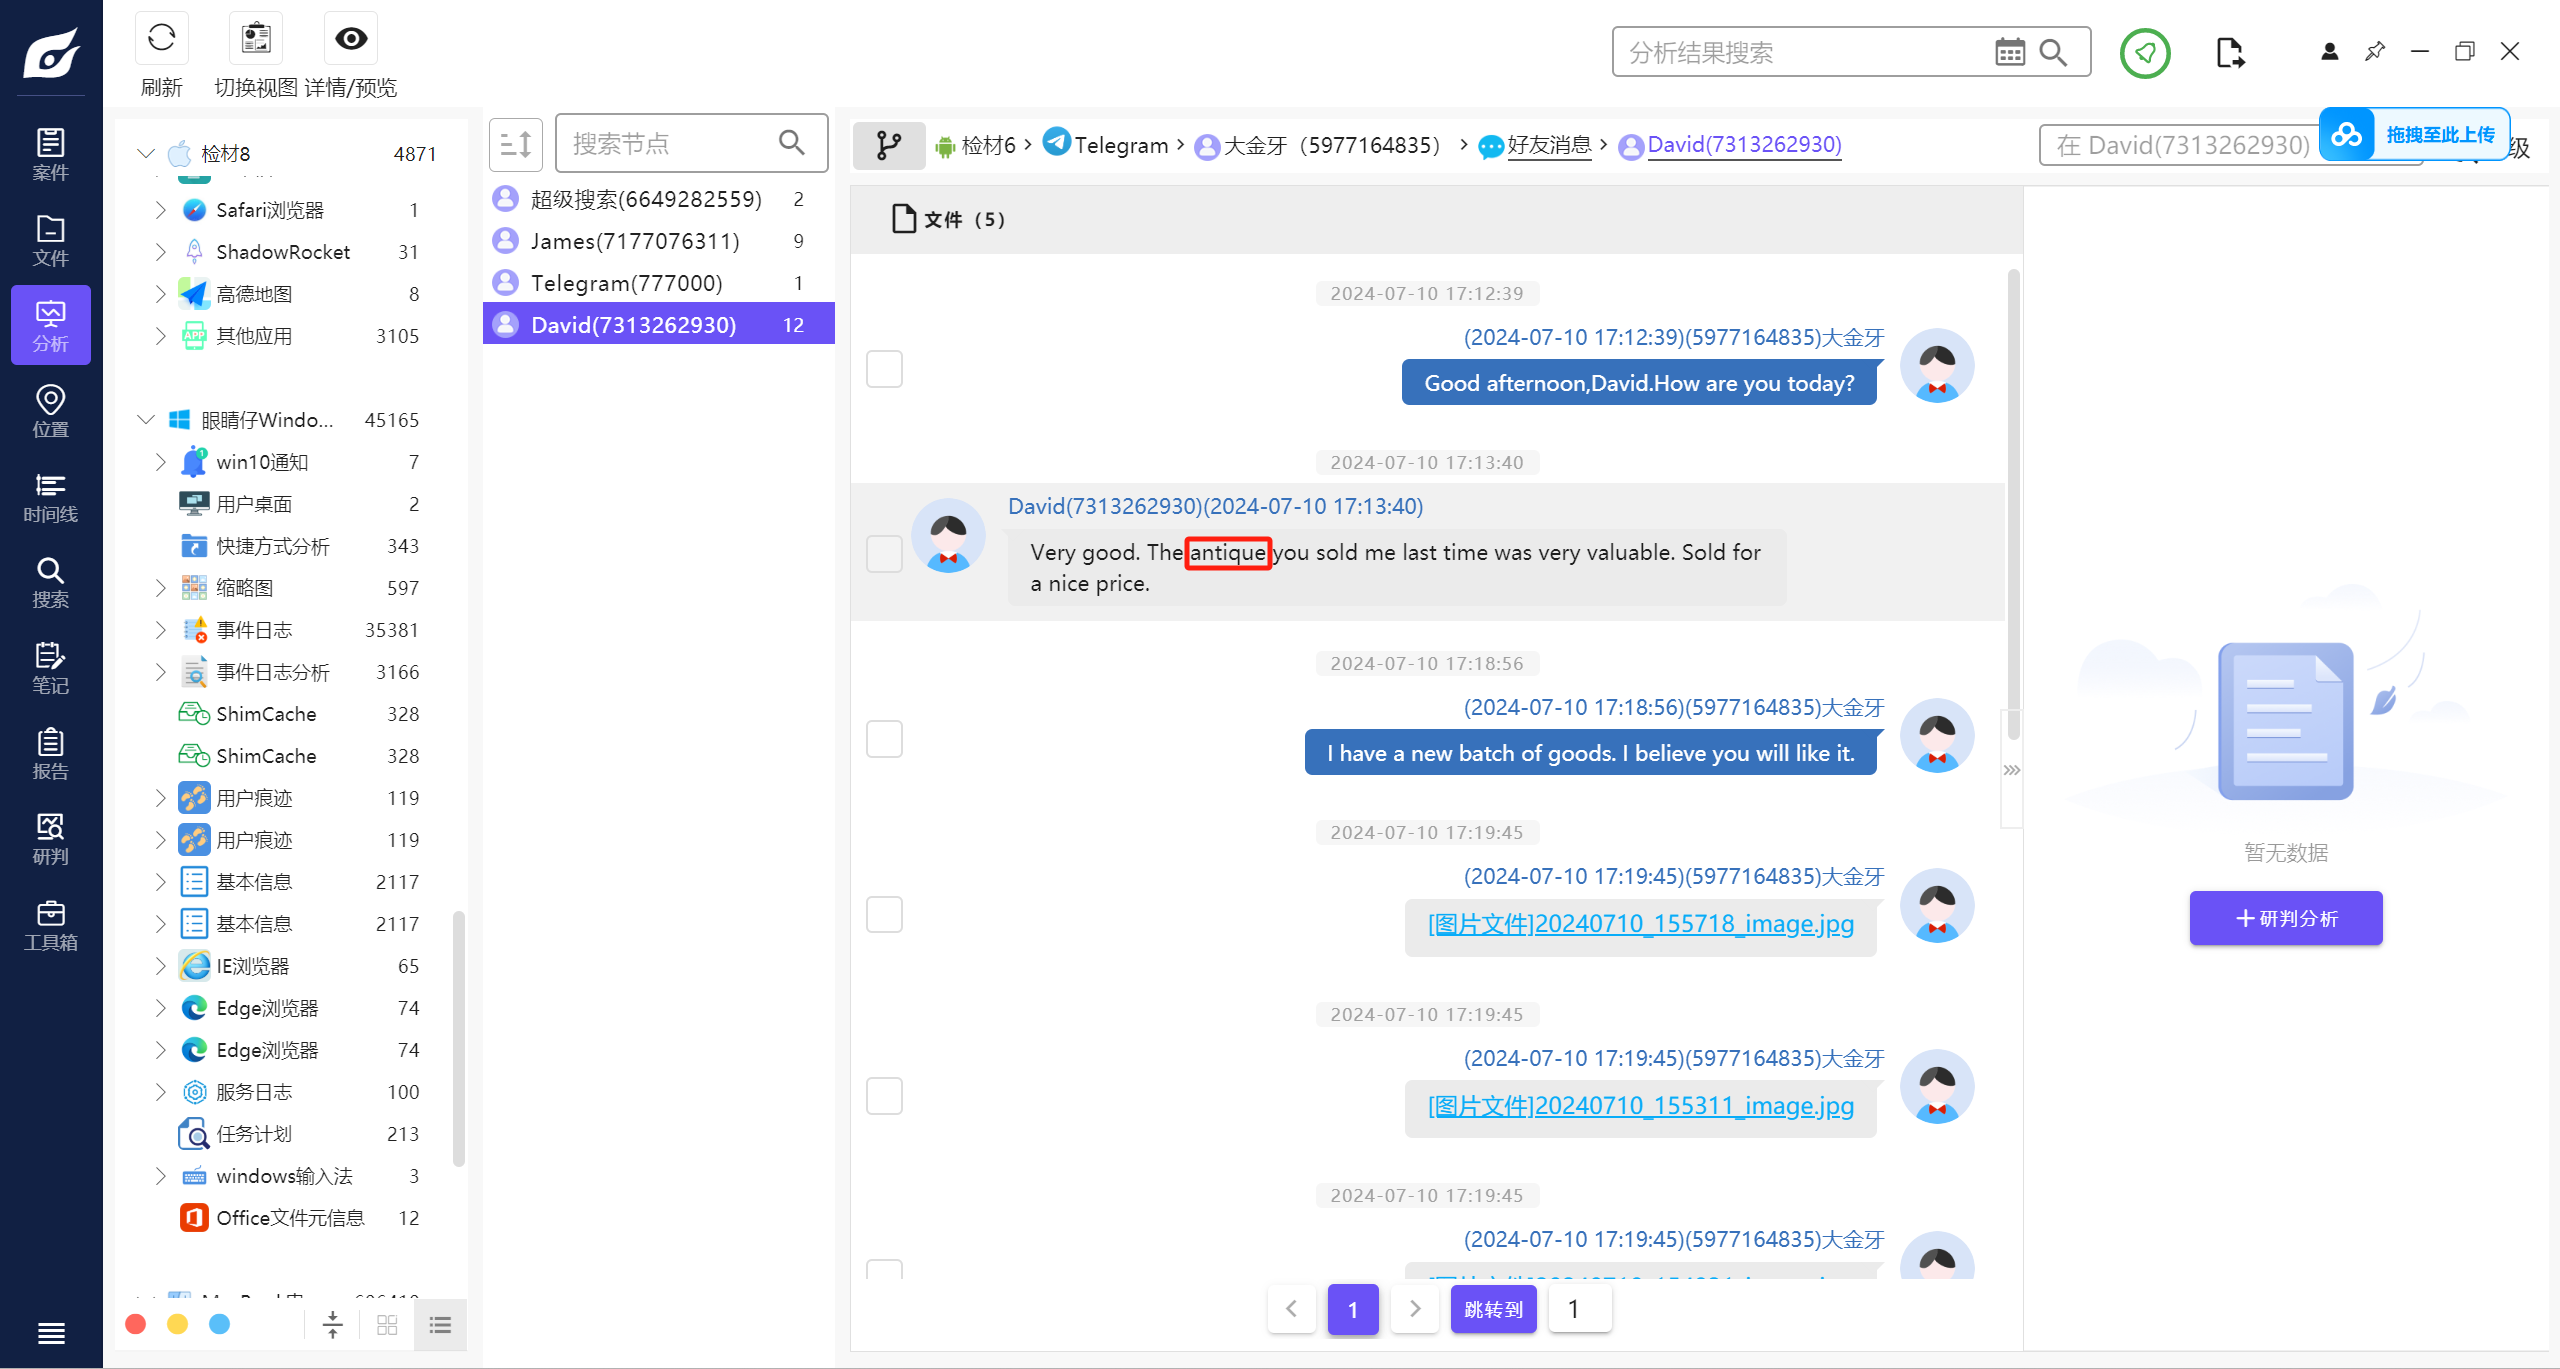 刷新
切换视图
详情/预览
分析结果搜索
案件
文件
分析
位置
时间线
搜索
笔记
报告
研判
工具箱
检材8 4871
Safari浏览器 1
ShadowRocket 31
高德地图 8
其他应用 3105
眼睛仔Windo... 45165
win10通知 7
用户桌面 2
快捷方式分析 343
缩略图 597
事件日志 35381
事件日志分析 3166
ShimCache 328
ShimCache 328
用户痕迹 119
用户痕迹 119
基本信息 2117
基本信息 2117
IE浏览器 65
Edge浏览器 74
Edge浏览器 74
服务日志 100
任务计划 213
windows输入法 3
Office文件元信息 12
搜索节点
超级搜索(6649282559) 2
James(7177076311) 9
Telegram(777000) 1
David(7313262930) 12
检材6 › Telegram › 大金牙（5977164835） › 好友消息 › David(7313262930)
在 David(7313262930)
拖拽至此上传
级
文件（5）
2024-07-10 17:12:39
(2024-07-10 17:12:39)(5977164835)大金牙
Good afternoon,David.How are you today?
2024-07-10 17:13:40
David(7313262930)(2024-07-10 17:13:40)
Very good. The antique you sold me last time was very valuable. Sold for
a nice price.
2024-07-10 17:18:56
(2024-07-10 17:18:56)(5977164835)大金牙
I have a new batch of goods. I believe you will like it.
2024-07-10 17:19:45
(2024-07-10 17:19:45)(5977164835)大金牙
[图片文件]20240710_155718_image.jpg
2024-07-10 17:19:45
(2024-07-10 17:19:45)(5977164835)大金牙
[图片文件]20240710_155311_image.jpg
2024-07-10 17:19:45
(2024-07-10 17:19:45)(5977164835)大金牙
1
跳转到
1
暂无数据
＋研判分析